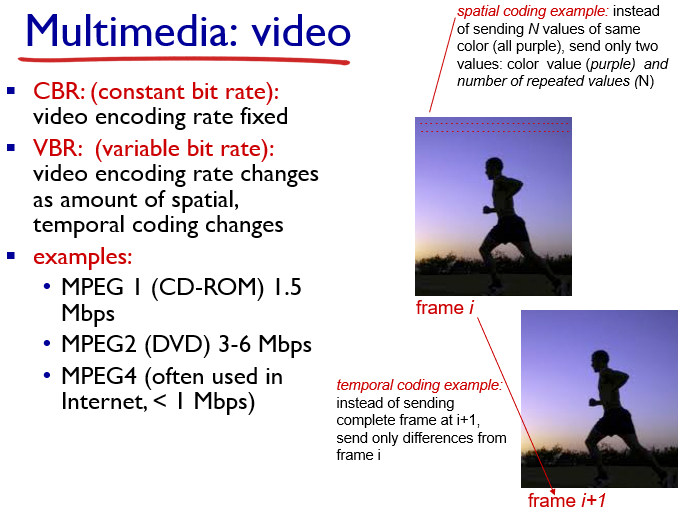 Multimedia: video
CBR: (constant bit rate):
video encoding rate fixed
VBR:  (variable bit rate):
video encoding rate changes
as amount of spatial,
temporal coding changes
examples:
MPEG 1 (CD-ROM) 1.5
Mbps
MPEG2 (DVD) 3-6 Mbps
MPEG4 (often used in
Internet, < 1 Mbps)
spatial coding example: instead
of sending N values of same
color (all purple), send only two
values: color  value (purple)  and
number of repeated values (N)
frame i
temporal coding example:
instead of sending
complete frame at i+1,
send only differences from
frame i
frame i+1